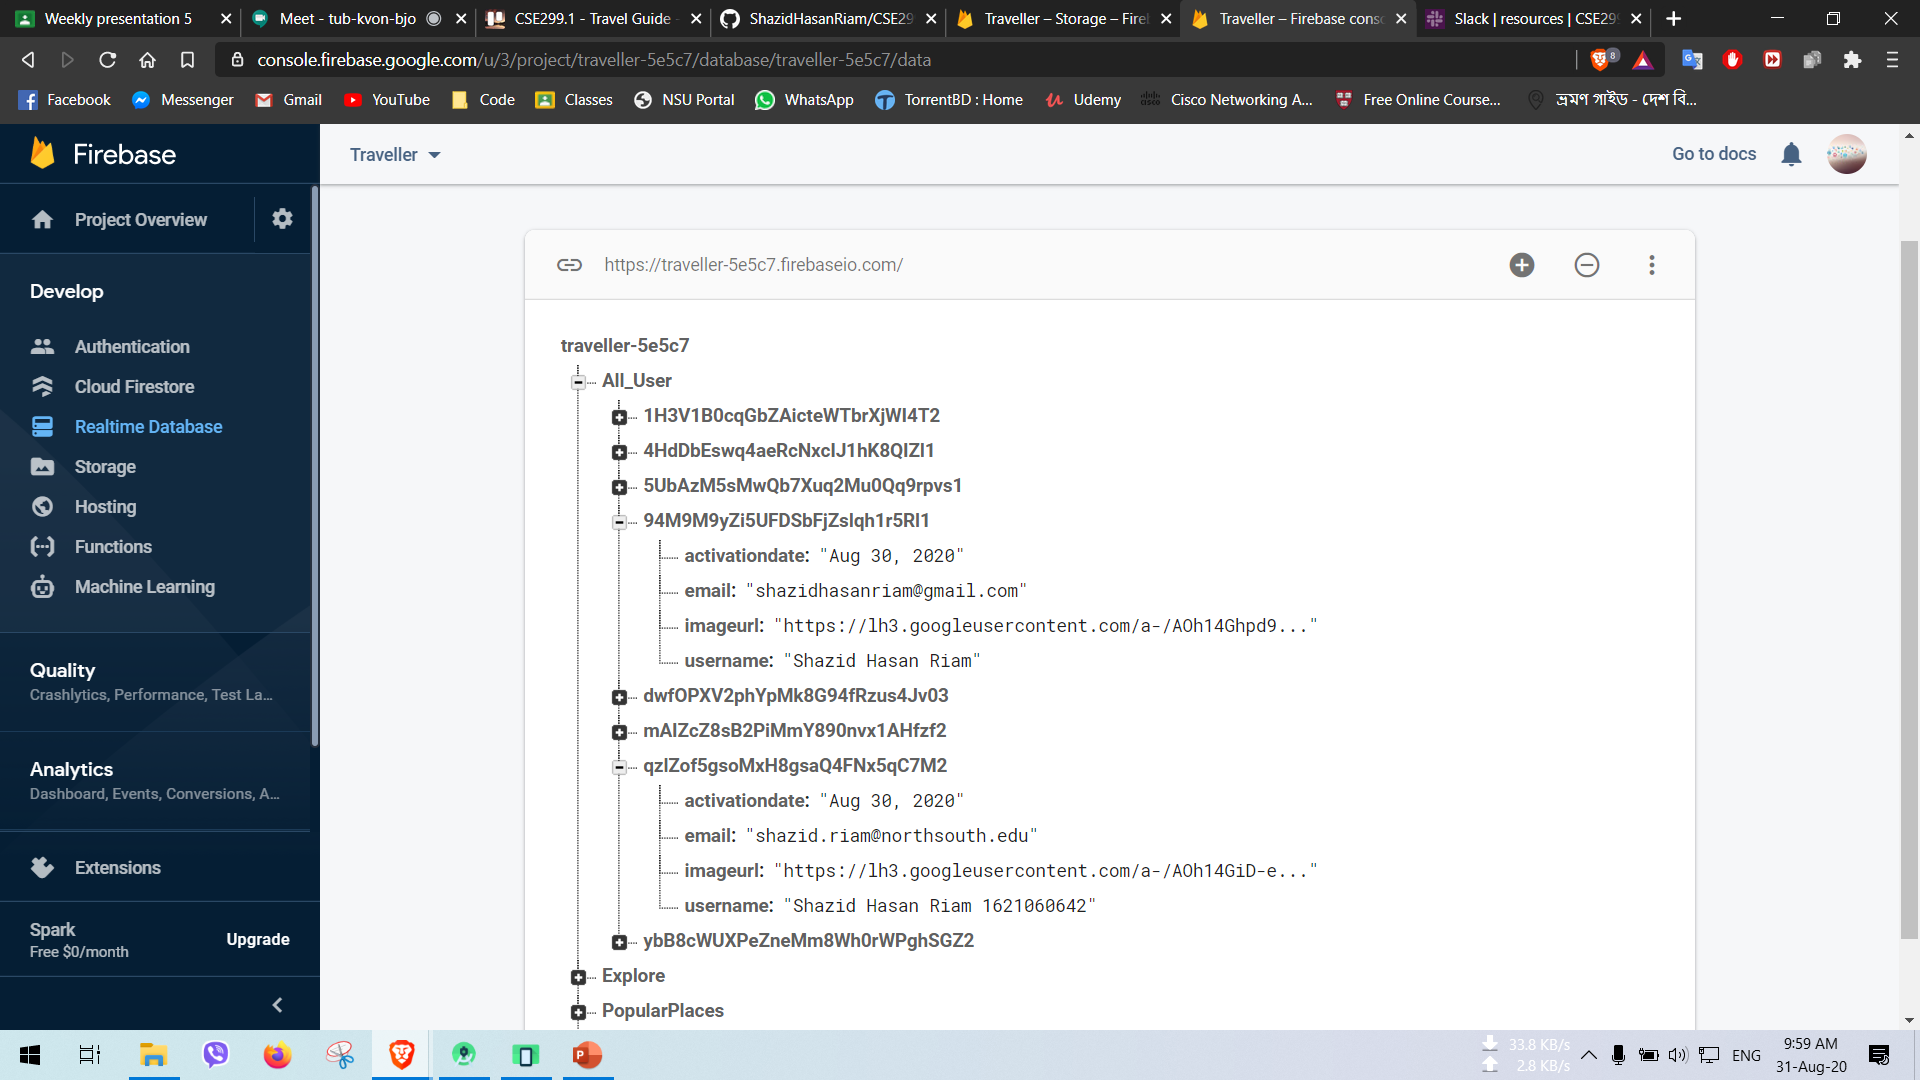 Weekly presentation 5
Meet - tub-kvon-bjo
CSE299.1 - Travel Guide -
ShazidHasanRiam/CSE29
Traveller – Storage – Fire
Traveller – Firebase conso
Slack | resources | CSE29
console.firebase.google.com/u/3/project/traveller-5e5c7/database/traveller-5e5c7/data
8
Facebook
Messenger
Gmail
YouTube
Code
Classes
NSU Portal
WhatsApp
TorrentBD : Home
Udemy
Cisco Networking A...
Free Online Course...
ভ্রমণ গাইড - দেশ বি...
Firebase
Traveller
Go to docs
Project Overview
https://traveller-5e5c7.firebaseio.com/
Develop
Authentication
Cloud Firestore
Realtime Database
Storage
Hosting
Functions
Machine Learning
Quality
Crashlytics, Performance, Test La...
Analytics
Dashboard, Events, Conversions, A...
Extensions
Spark
Free $0/month
Upgrade
traveller-5e5c7
All_User
1H3V1B0cqGbZAicteWTbrXjWI4T2
4HdDbEswq4aeRcNxclJ1hK8QIZl1
5UbAzM5sMwQb7Xuq2Mu0Qq9rpvs1
94M9M9yZi5UFDSbFjZslqh1r5Rl1
activationdate: "Aug 30, 2020"
email: "shazidhasanriam@gmail.com"
imageurl: "https://lh3.googleusercontent.com/a-/AOh14Ghpd9..."
username: "Shazid Hasan Riam"
dwfOPXV2phYpMk8G94fRzus4Jv03
mAlZcZ8sB2PiMmY890nvx1AHfzf2
qzlZof5gsoMxH8gsaQ4FNx5qC7M2
activationdate: "Aug 30, 2020"
email: "shazid.riam@northsouth.edu"
imageurl: "https://lh3.googleusercontent.com/a-/AOh14GiD-e..."
username: "Shazid Hasan Riam 1621060642"
ybB8cWUXPeZneMm8Wh0rWPghSGZ2
Explore
PopularPlaces
33.8 KB/s
2.8 KB/s
ENG
9:59 AM
31-Aug-20